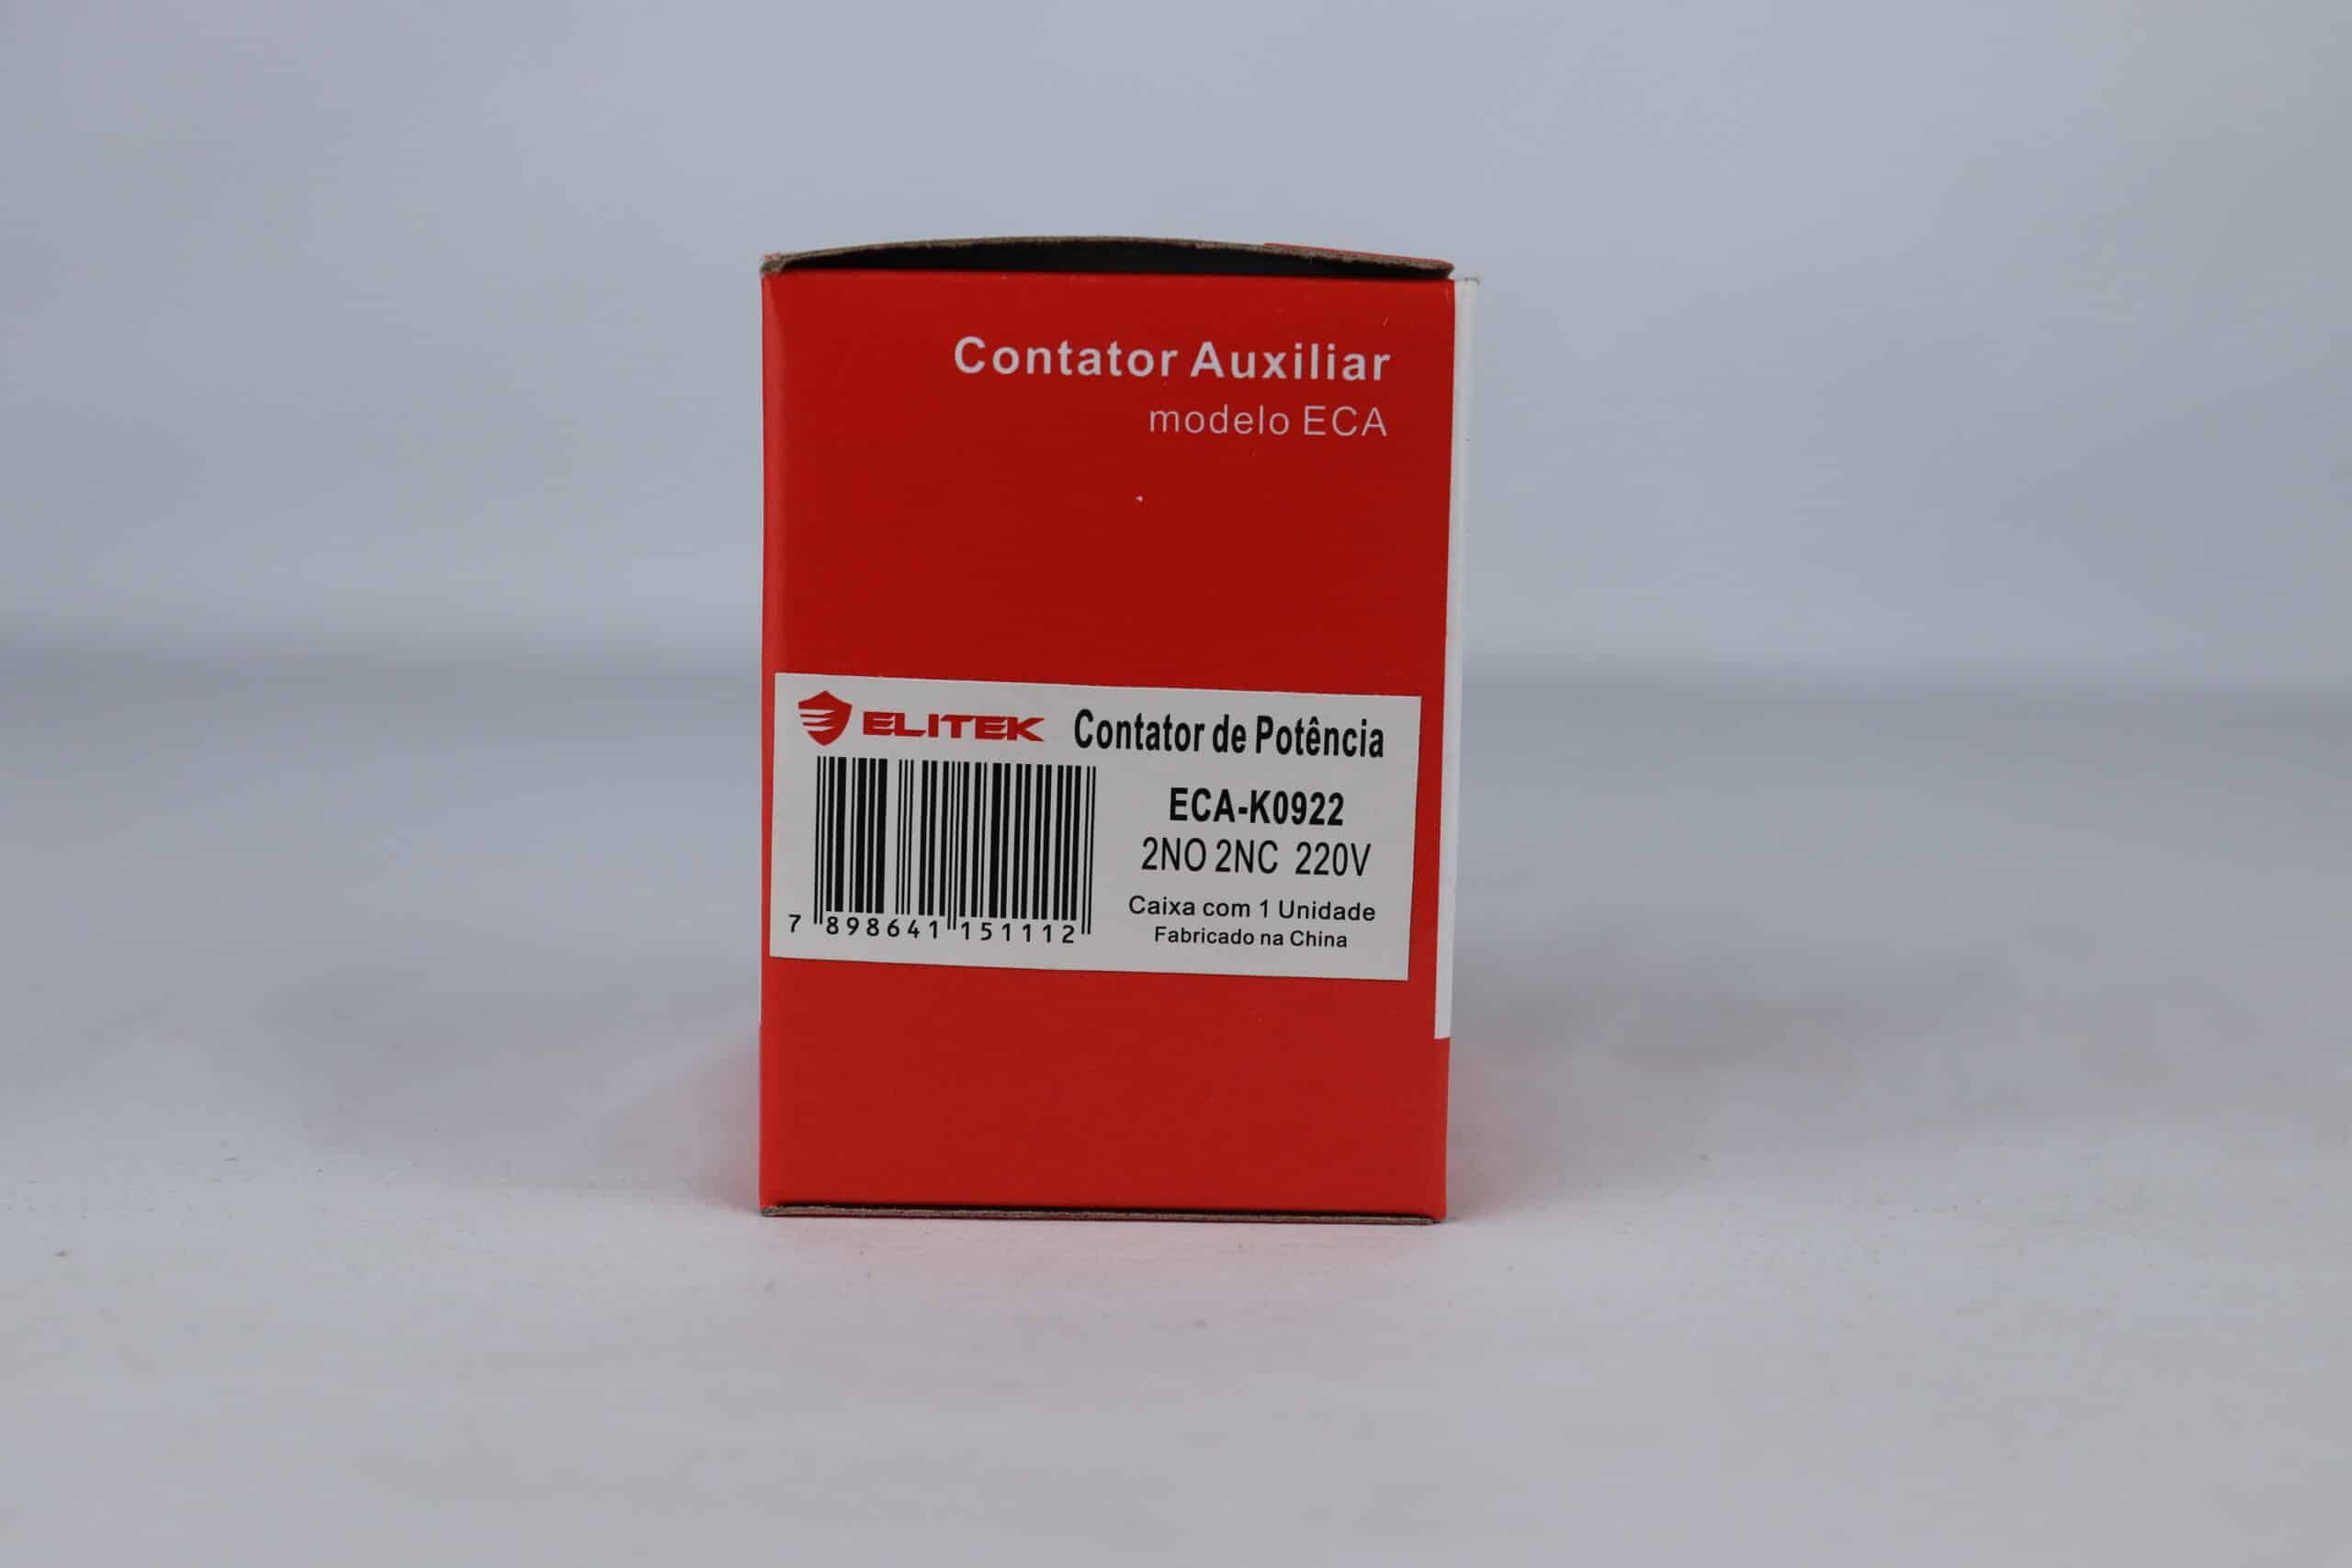 Contator Auxiliar
modelo ECA
ELITEK Contator de Potência
ECA-K0922
2NO 2NC 220V
Caixa com 1 Unidade
Fabricado na China
7 898641 151112